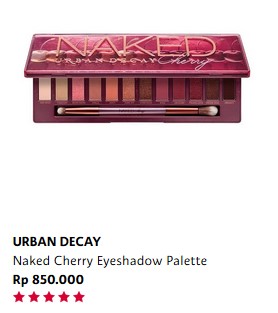 NAKED
URBAN DECAY Cherry
URBAN DECAY
Naked Cherry Eyeshadow Palette
Rp 850.000